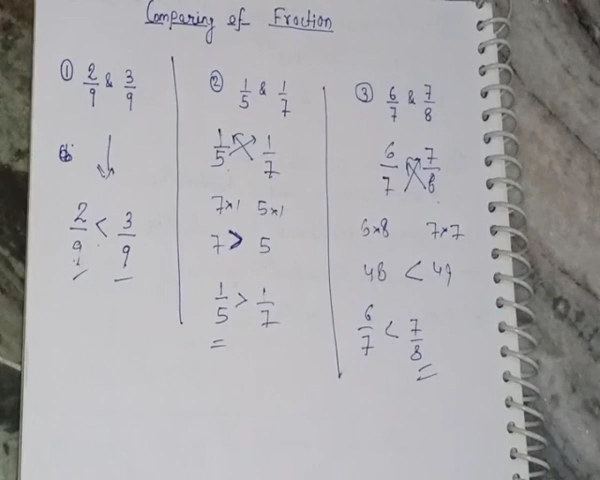 Comparing of Fraction
① 2/9 & 3/9
2/9 < 3/9
② 1/5 & 1/7
1/5 1/7
7×1 5×1
7 > 5
1/5 > 1/7
③ 6/7 & 7/8
6/7 7/8
6×8 7×7
48 < 49
6/7 < 7/8